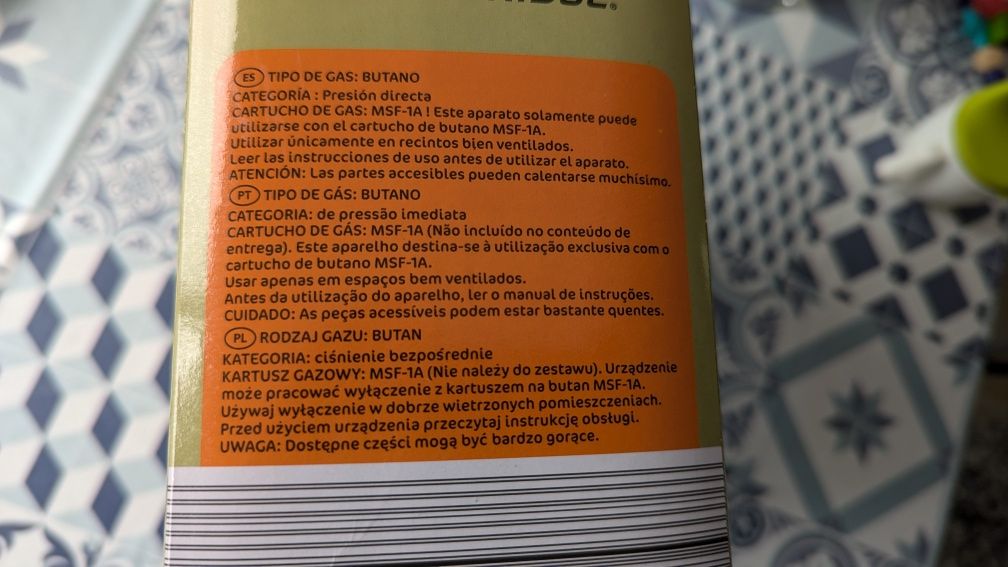 ES TIPO DE GAS: BUTANO
CATEGORÍA : Presión directa
CARTUCHO DE GAS: MSF-1A ! Este aparato solamente puede
utilizarse con el cartucho de butano MSF-1A.
Utilizar únicamente en recintos bien ventilados.
Leer las instrucciones de uso antes de utilizar el aparato.
ATENCIÓN: Las partes accesibles pueden calentarse muchísimo.
PT TIPO DE GÁS: BUTANO
CATEGORIA: de pressão imediata
CARTUCHO DE GÁS: MSF-1A (Não incluído no conteúdo de
entrega). Este aparelho destina-se à utilização exclusiva com o
cartucho de butano MSF-1A.
Usar apenas em espaços bem ventilados.
Antes da utilização do aparelho, ler o manual de instruções.
CUIDADO: As peças acessíveis podem estar bastante quentes.
PL RODZAJ GAZU: BUTAN
KATEGORIA: ciśnienie bezpośrednie
KARTUSZ GAZOWY: MSF-1A (Nie należy do zestawu). Urządzenie
może pracować wyłączenie z kartuszem na butan MSF-1A.
Używaj wyłączenie w dobrze wietrzonych pomieszczeniach.
Przed użyciem urządzenia przeczytaj instrukcję obsługi.
UWAGA: Dostępne części mogą być bardzo gorące.